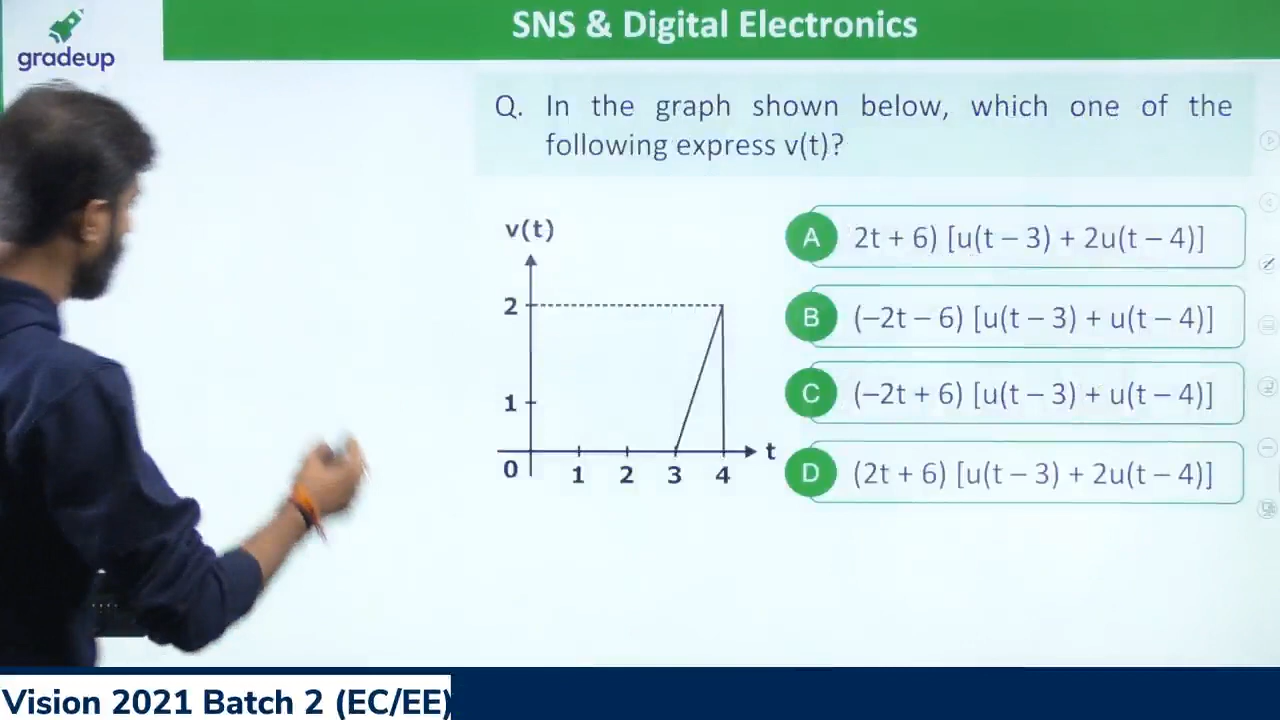 gradeup
SNS & Digital Electronics
Q. In the graph shown below, which one of the
following express v(t)?
v(t)
2
1
0
1 2 3 4
t
A 2t + 6) [u(t – 3) + 2u(t – 4)]
B (–2t – 6) [u(t – 3) + u(t – 4)]
C (–2t + 6) [u(t – 3) + u(t – 4)]
D (2t + 6) [u(t – 3) + 2u(t – 4)]
Vision 2021 Batch 2 (EC/EE)